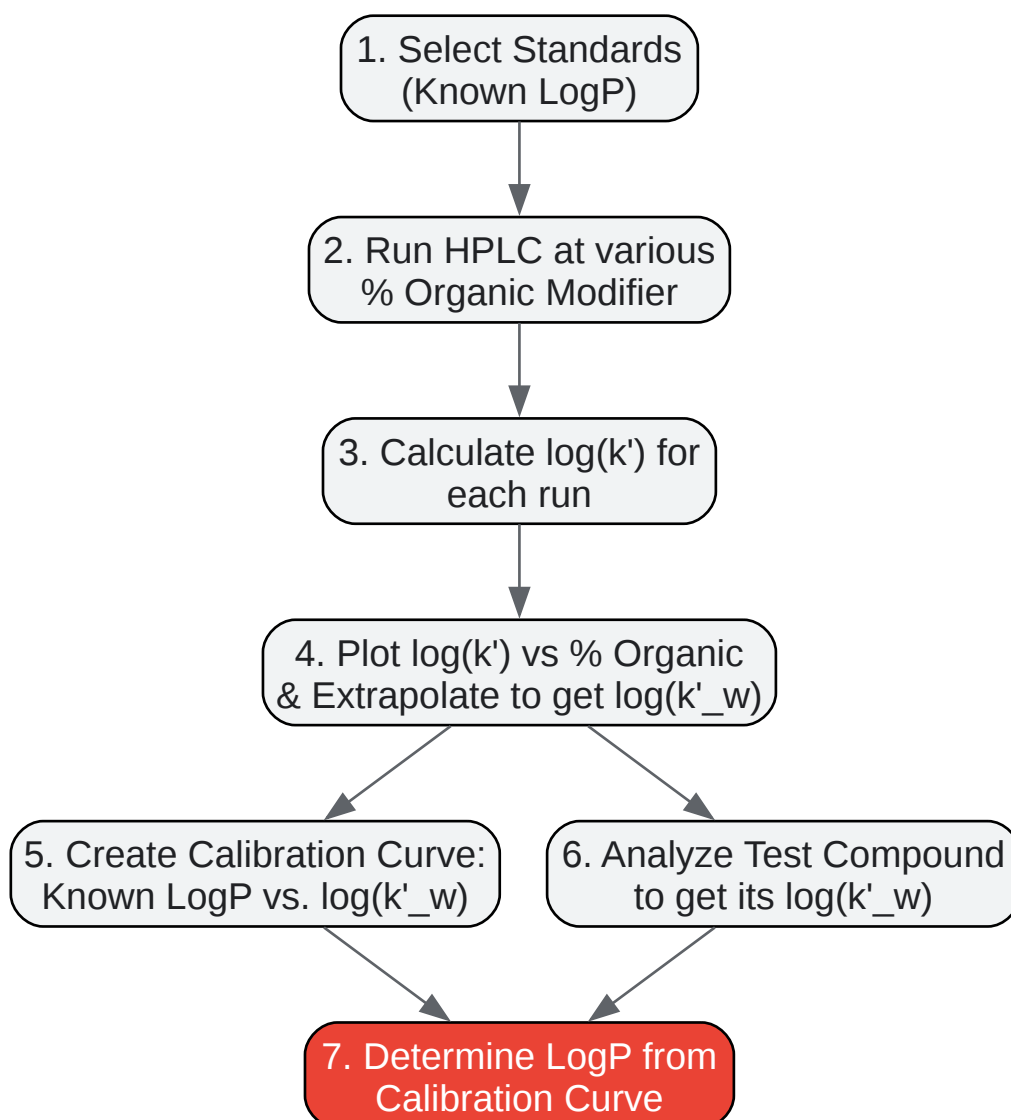 1. Select Standards
(Known LogP)
2. Run HPLC at various
% Organic Modifier
3. Calculate log(k') for
each run
4. Plot log(k') vs % Organic
& Extrapolate to get log(k'_w)
5. Create Calibration Curve:
Known LogP vs. log(k'_w)
6. Analyze Test Compound
to get its log(k'_w)
7. Determine LogP from
Calibration Curve